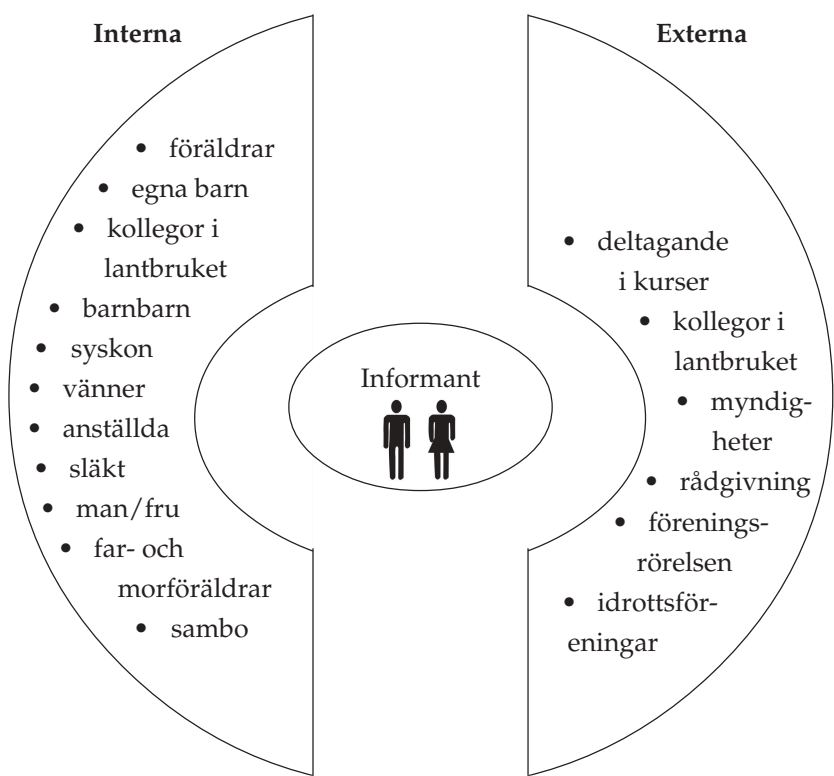 Interna
• föräldrar
• egna barn
• kollegor i
lantbruket
• barnbarn
• syskon
• vänner
• anställda
• släkt
• man/fru
• far- och
morföräldrar
• sambo
Informant
Externa
• deltagande
i kurser
• kollegor i
lantbruket
• myndig-
heter
• rådgivning
• förenings-
rörelsen
• idrottsför-
eningar